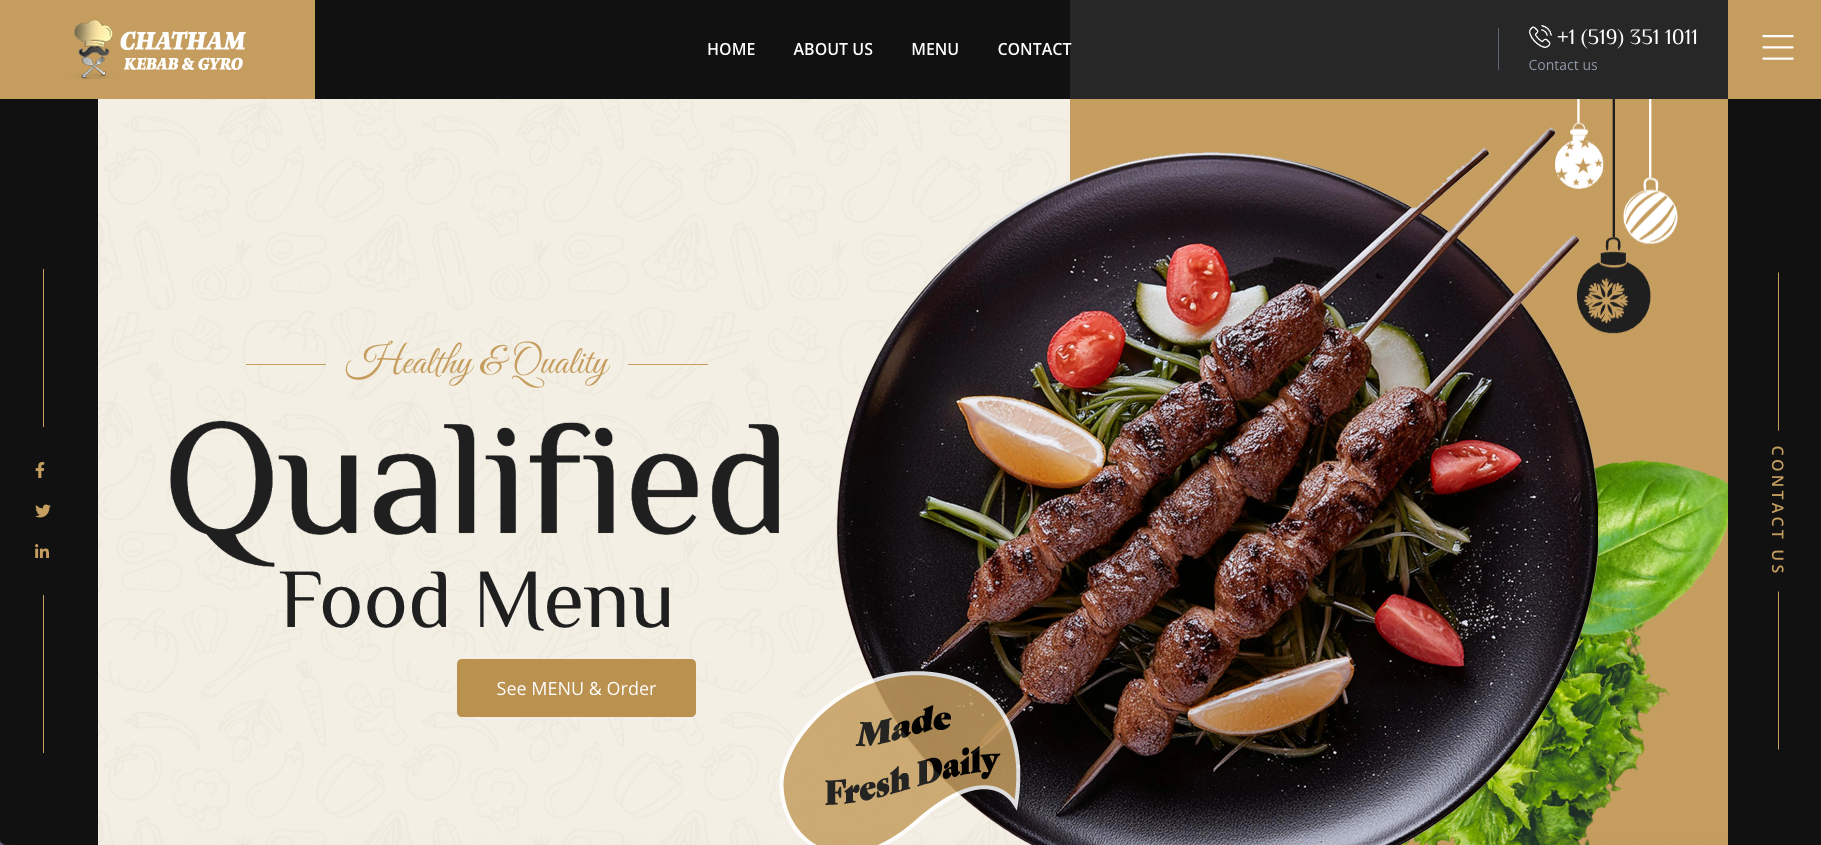 CHATHAM
KEBAB & GYRO
HOME
ABOUT US
MENU
CONTACT
+1 (519) 351 1011
Contact us
Healthy & Quality
Qualified
Food Menu
See MENU & Order
Made
Fresh Daily
CONTACT US